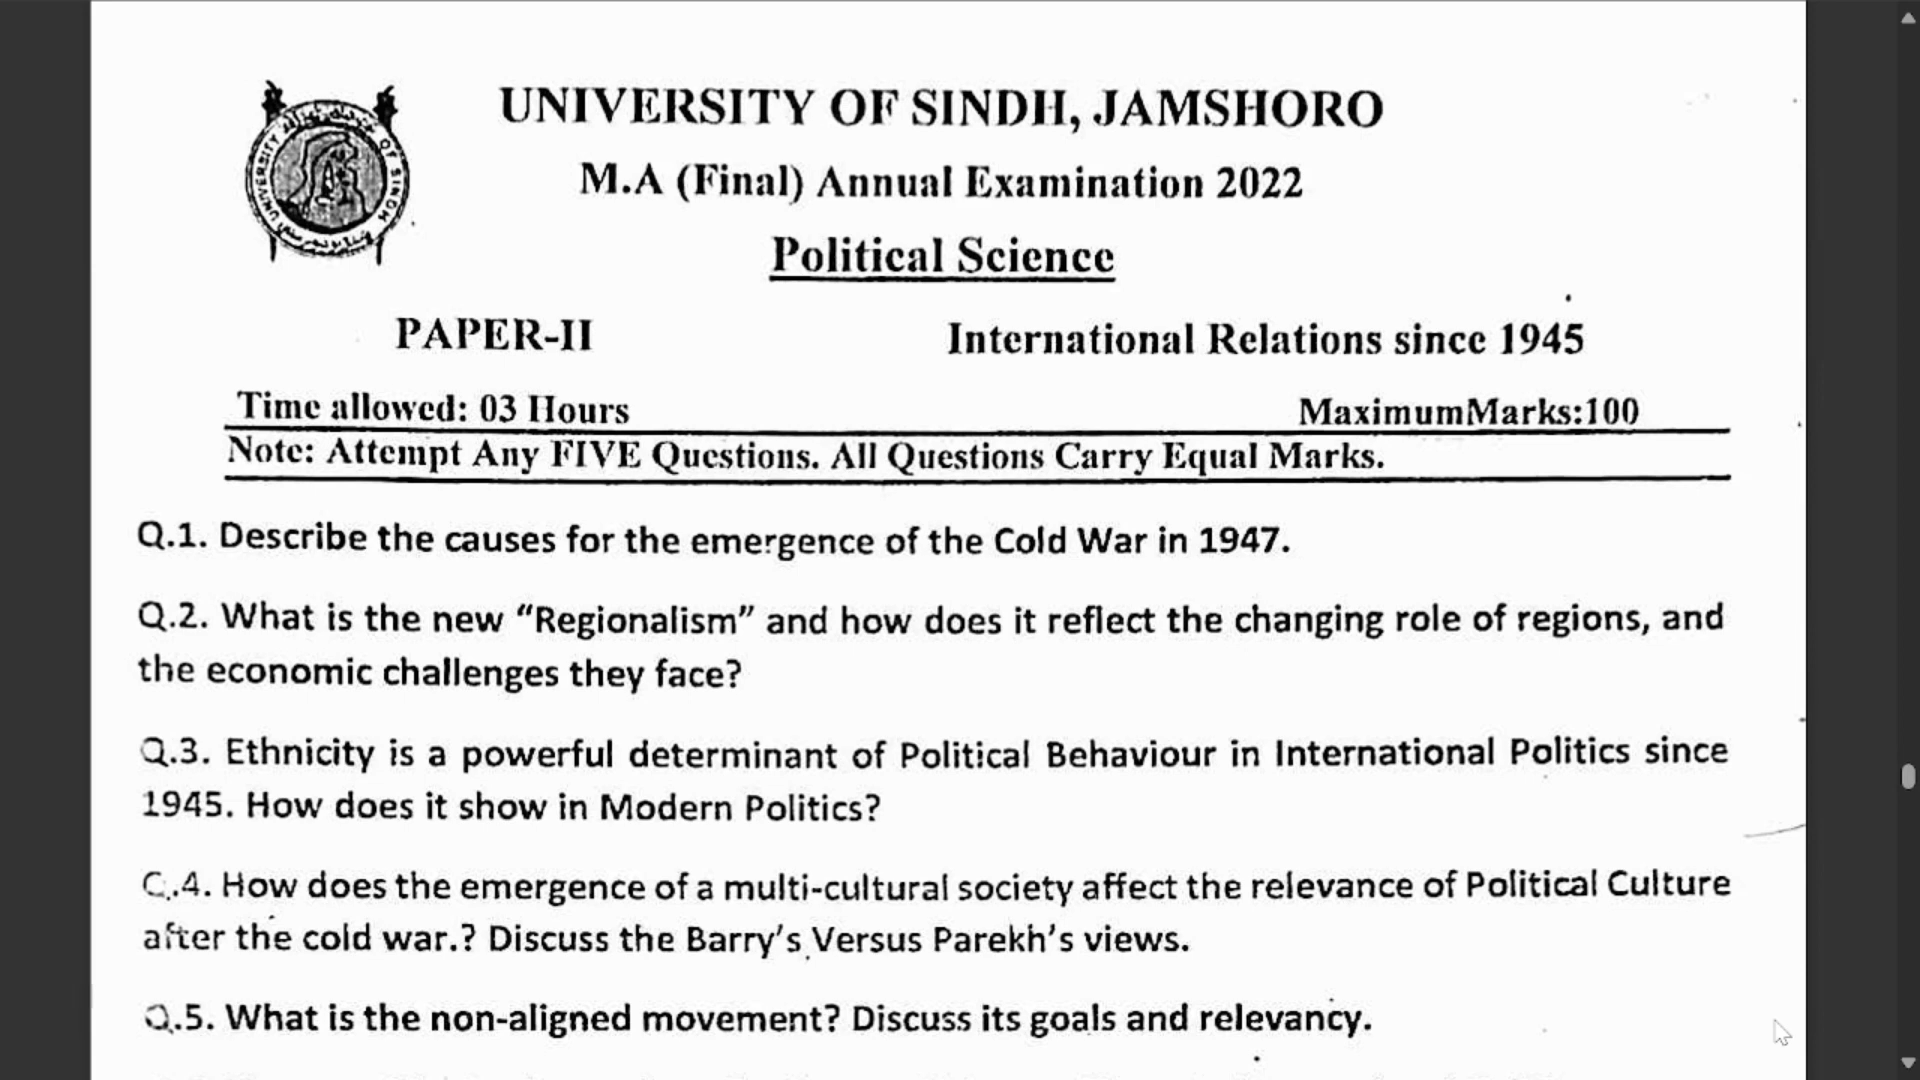 UNIVERSITY OF SINDH
UNIVERSITY OF SINDH, JAMSHORO
M.A (Final) Annual Examination 2022
Political Science
PAPER-II International Relations since 1945
Time allowed: 03 Hours MaximumMarks:100
Note: Attempt Any FIVE Questions. All Questions Carry Equal Marks.
Q.1. Describe the causes for the emergence of the Cold War in 1947.
Q.2. What is the new “Regionalism” and how does it reflect the changing role of regions, and
the economic challenges they face?
Q.3. Ethnicity is a powerful determinant of Political Behaviour in International Politics since
1945. How does it show in Modern Politics?
Q.4. How does the emergence of a multi-cultural society affect the relevance of Political Culture
after the cold war.? Discuss the Barry’s Versus Parekh’s views.
Q.5. What is the non-aligned movement? Discuss its goals and relevancy.